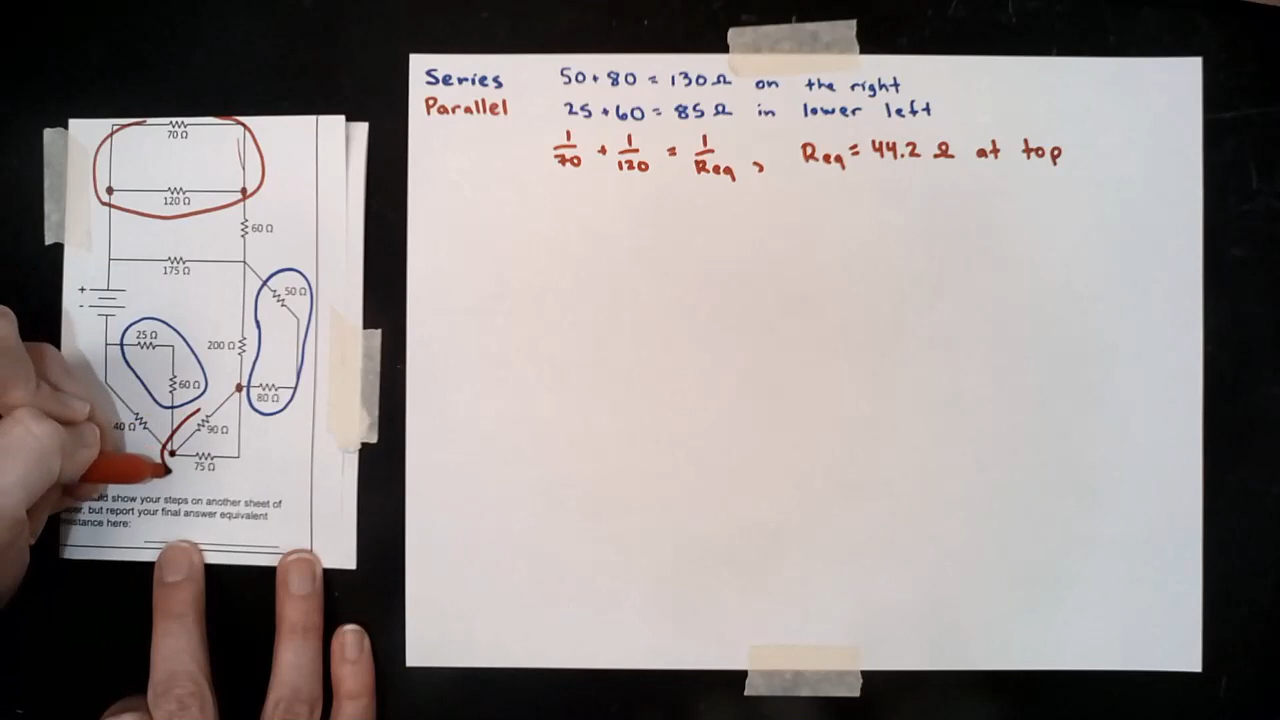 Series 50 + 80 = 130 Ω on the right
Parallel 25 + 60 = 85 Ω in lower left
1/70 + 1/120 = 1/Req , Req = 44.2 Ω at top
70 Ω
120 Ω
60 Ω
175 Ω
+
-
50 Ω
25 Ω
200 Ω
60 Ω
80 Ω
40 Ω
90 Ω
75 Ω
show your steps on another sheet of
but report your final answer equivalent
here: